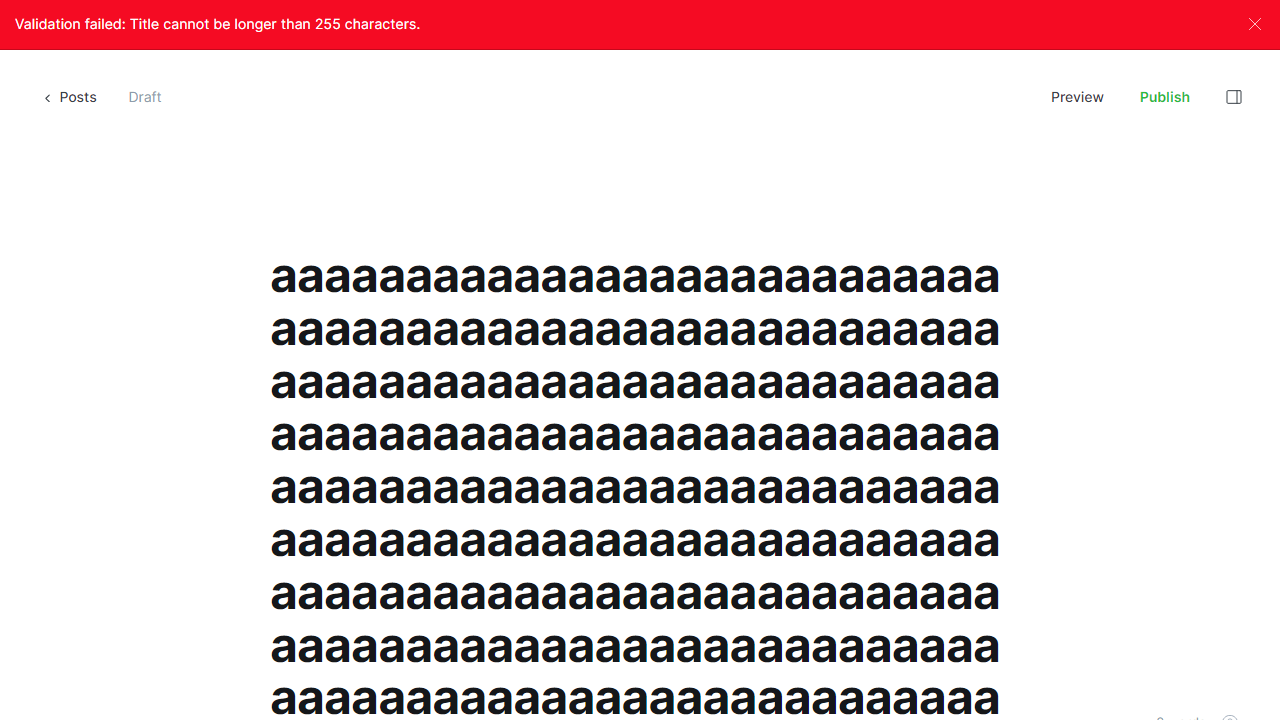 Validation failed: Title cannot be longer than 255 characters.
Posts Draft Preview Publish
aaaaaaaaaaaaaaaaaaaaaaaaaaa
aaaaaaaaaaaaaaaaaaaaaaaaaaa
aaaaaaaaaaaaaaaaaaaaaaaaaaa
aaaaaaaaaaaaaaaaaaaaaaaaaaa
aaaaaaaaaaaaaaaaaaaaaaaaaaa
aaaaaaaaaaaaaaaaaaaaaaaaaaa
aaaaaaaaaaaaaaaaaaaaaaaaaaa
aaaaaaaaaaaaaaaaaaaaaaaaaaa
aaaaaaaaaaaaaaaaaaaaaaaaaaa